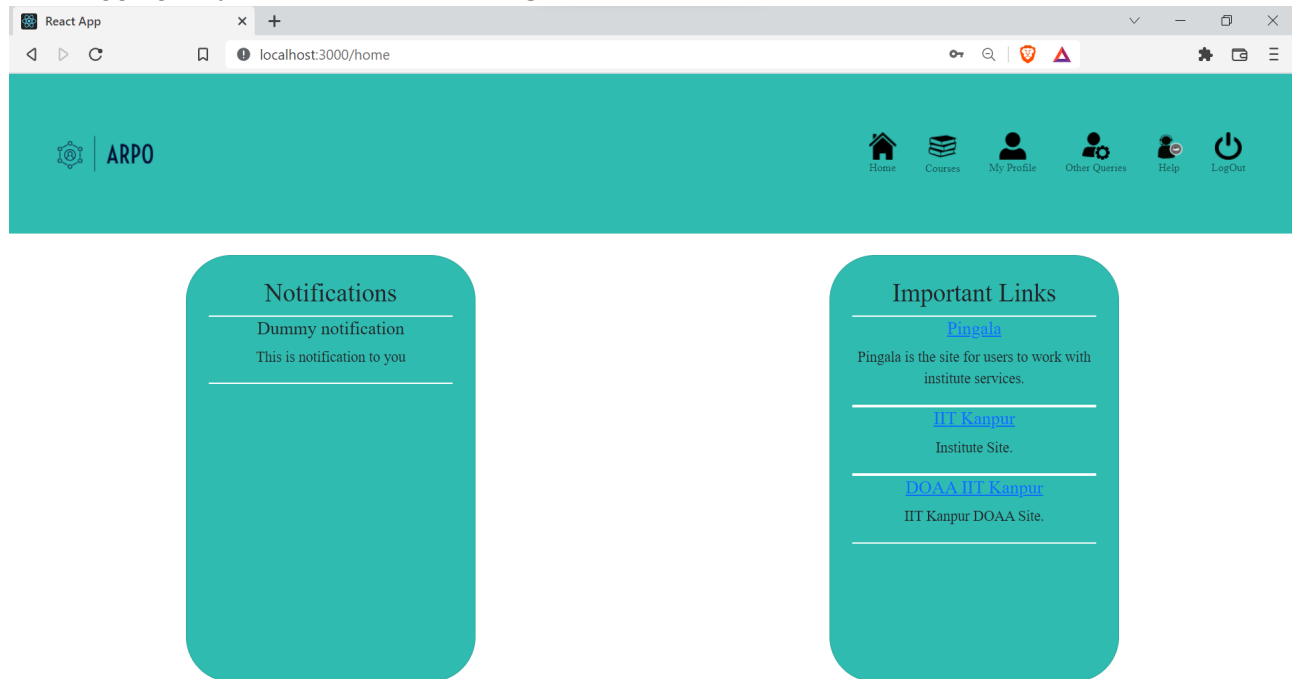 React App
localhost:3000/home
ARPO
Home
Courses
My Profile
Other Queries
Help
LogOut
Notifications
Dummy notification
This is notification to you
Important Links
Pingala
Pingala is the site for users to work with
institute services.
IIT Kanpur
Institute Site.
DOAA IIT Kanpur
IIT Kanpur DOAA Site.